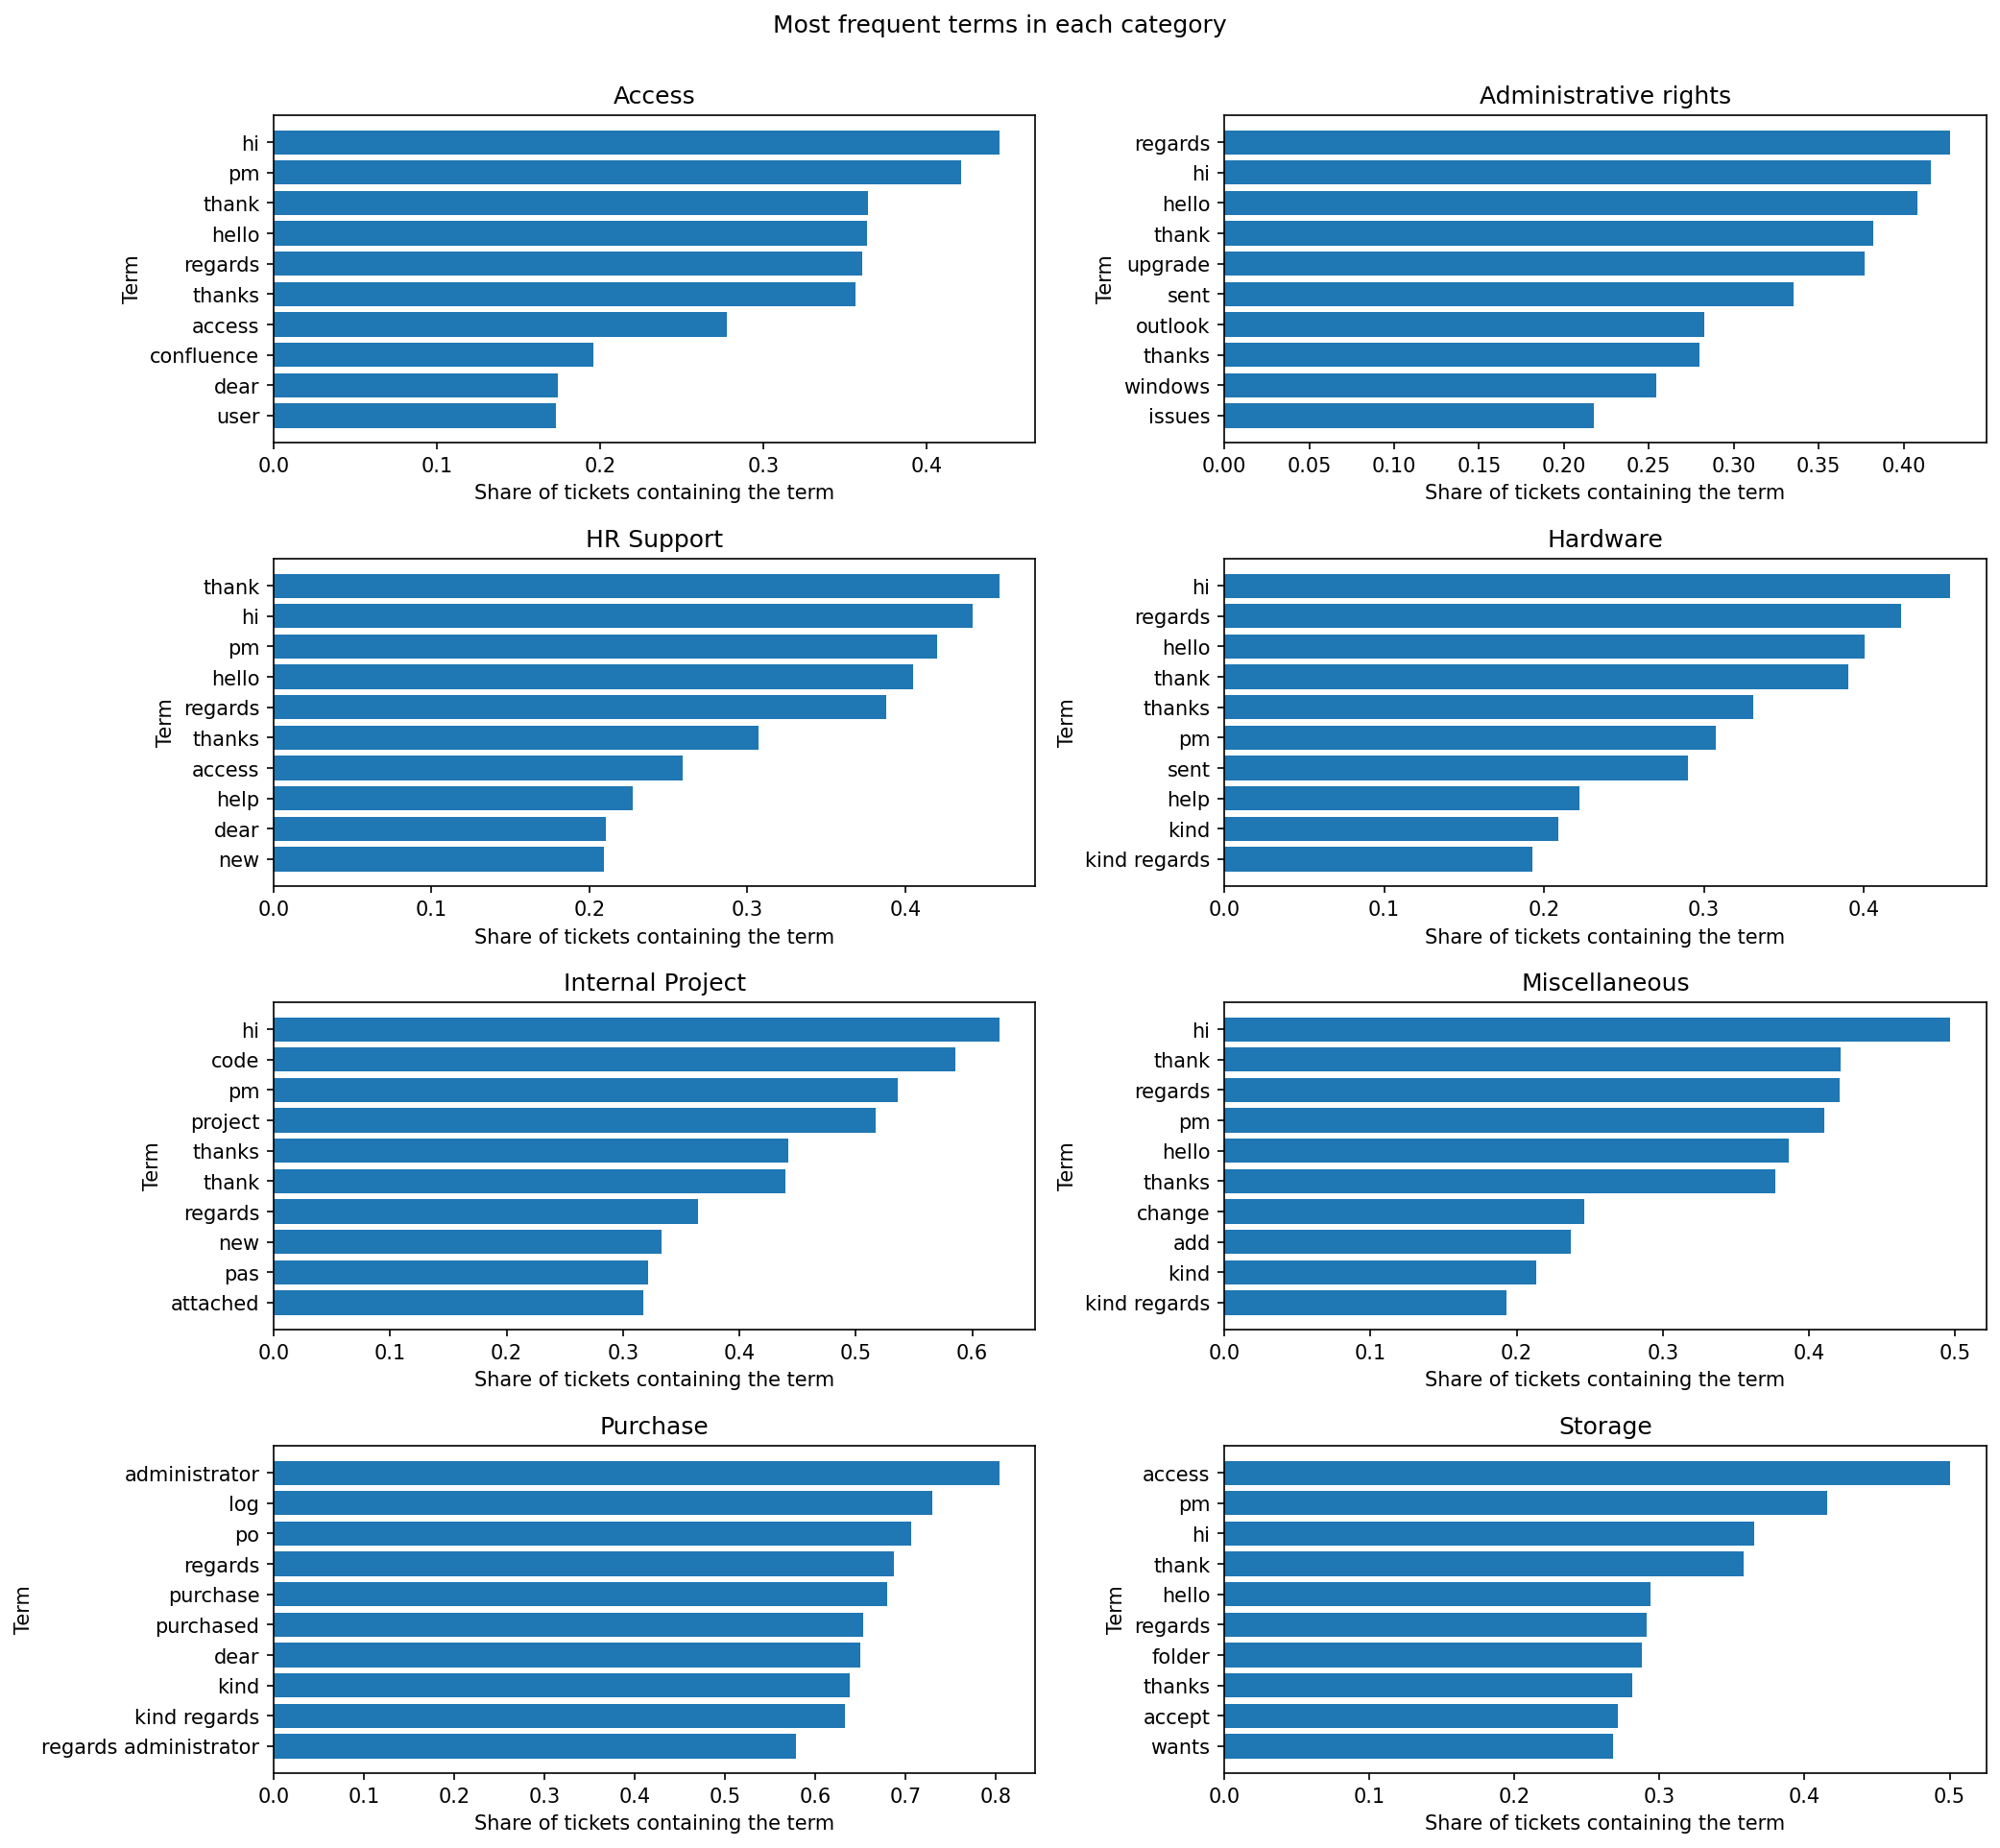 Most frequent terms in each category
Access
Term
hi
pm
thank
hello
regards
thanks
access
confluence
dear
user
0.0 0.1 0.2 0.3 0.4
Share of tickets containing the term
Administrative rights
Term
regards
hi
hello
thank
upgrade
sent
outlook
thanks
windows
issues
0.00 0.05 0.10 0.15 0.20 0.25 0.30 0.35 0.40
Share of tickets containing the term
HR Support
Term
thank
hi
pm
hello
regards
thanks
access
help
dear
new
0.0 0.1 0.2 0.3 0.4
Share of tickets containing the term
Hardware
Term
hi
regards
hello
thank
thanks
pm
sent
help
kind
kind regards
0.0 0.1 0.2 0.3 0.4
Share of tickets containing the term
Internal Project
Term
hi
code
pm
project
thanks
thank
regards
new
pas
attached
0.0 0.1 0.2 0.3 0.4 0.5 0.6
Share of tickets containing the term
Miscellaneous
Term
hi
thank
regards
pm
hello
thanks
change
add
kind
kind regards
0.0 0.1 0.2 0.3 0.4 0.5
Share of tickets containing the term
Purchase
Term
administrator
log
po
regards
purchase
purchased
dear
kind
kind regards
regards administrator
0.0 0.1 0.2 0.3 0.4 0.5 0.6 0.7 0.8
Share of tickets containing the term
Storage
Term
access
pm
hi
thank
hello
regards
folder
thanks
accept
wants
0.0 0.1 0.2 0.3 0.4 0.5
Share of tickets containing the term